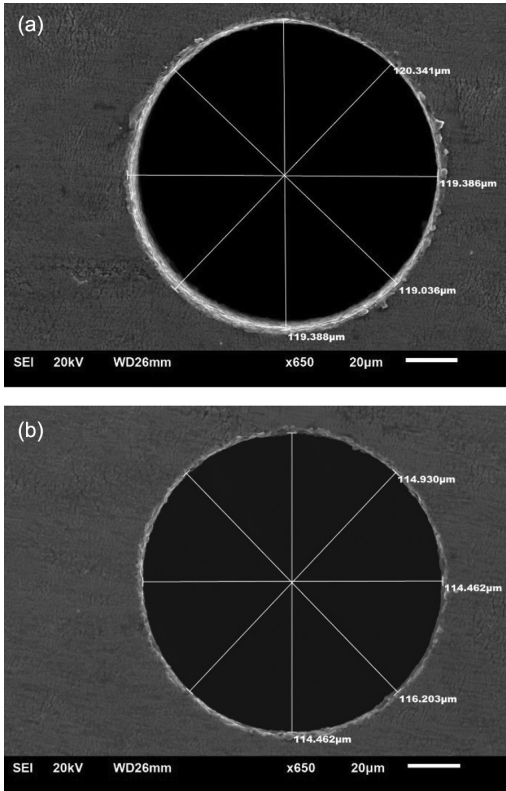 (a)
120.341µm
119.386µm
119.036µm
119.388µm
SEI 20kV WD26mm x650 20µm
(b)
114.930µm
114.462µm
116.203µm
114.462µm
SEI 20kV WD26mm x650 20µm